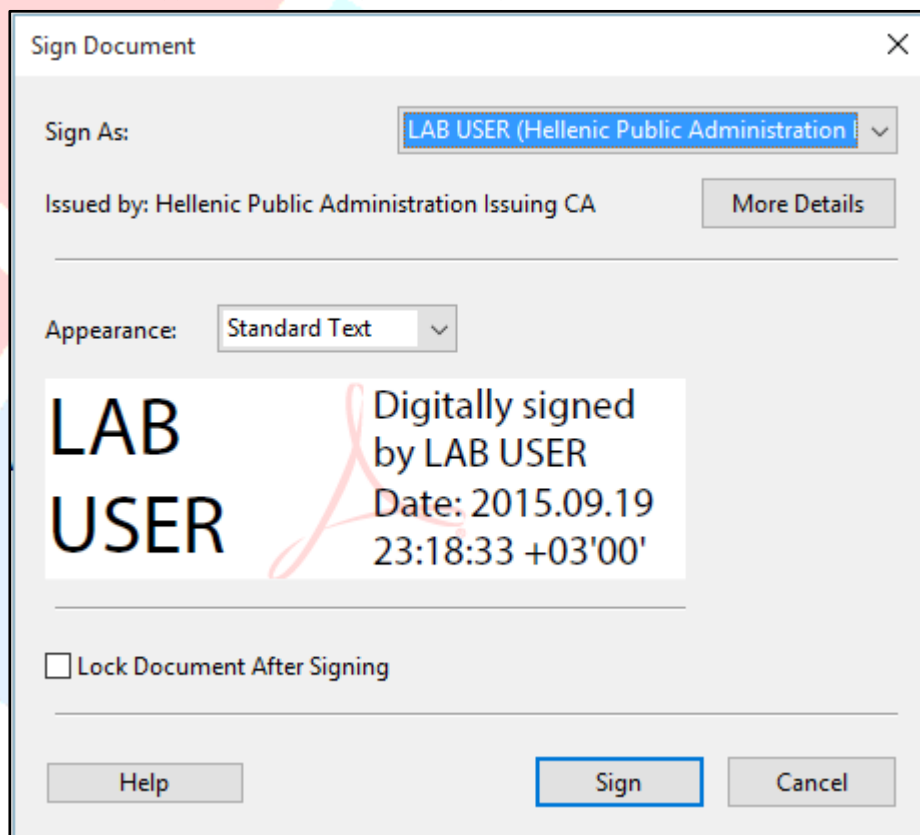 Sign Document
Sign As: LAB USER (Hellenic Public Administration
Issued by: Hellenic Public Administration Issuing CA More Details
Appearance: Standard Text
LAB
USER
Digitally signed
by LAB USER
Date: 2015.09.19
23:18:33 +03'00'
Lock Document After Signing
Help Sign Cancel